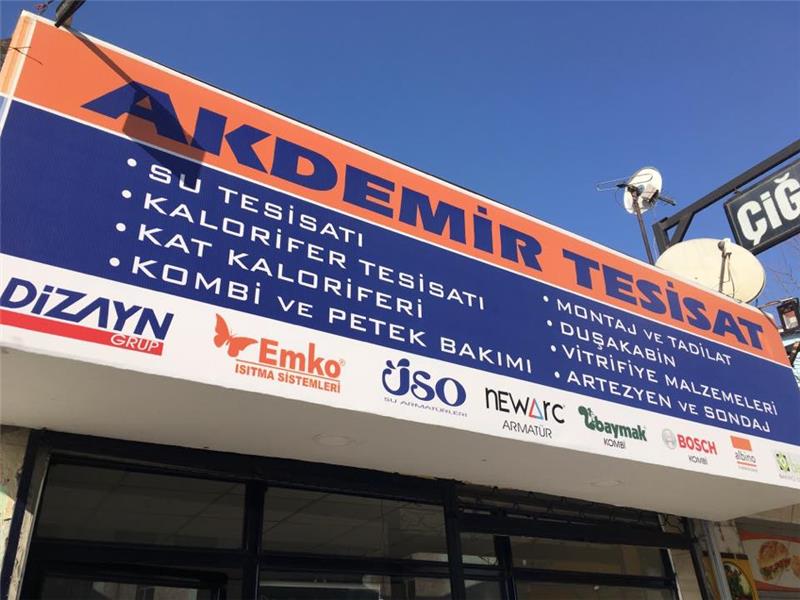 AKDEMİR TESİSAT
• SU TESİSATI
• KALORİFER TESİSATI
• KAT KALORİFERİ
• KOMBİ VE PETEK BAKIMI
• MONTAJ VE TADİLAT
• DUŞAKABİN
• VİTRİFİYE MALZEMELERİ
• ARTEZYEN VE SONDAJ
DİZAYN
GRUP
Emko®
ISITMA SİSTEMLERİ
ÜSO
SU ARMATÜRLERİ
NEWARC
ARMATÜR
baymak
KOMBİ
BOSCH
KOMBİ
albino
ÇİĞ